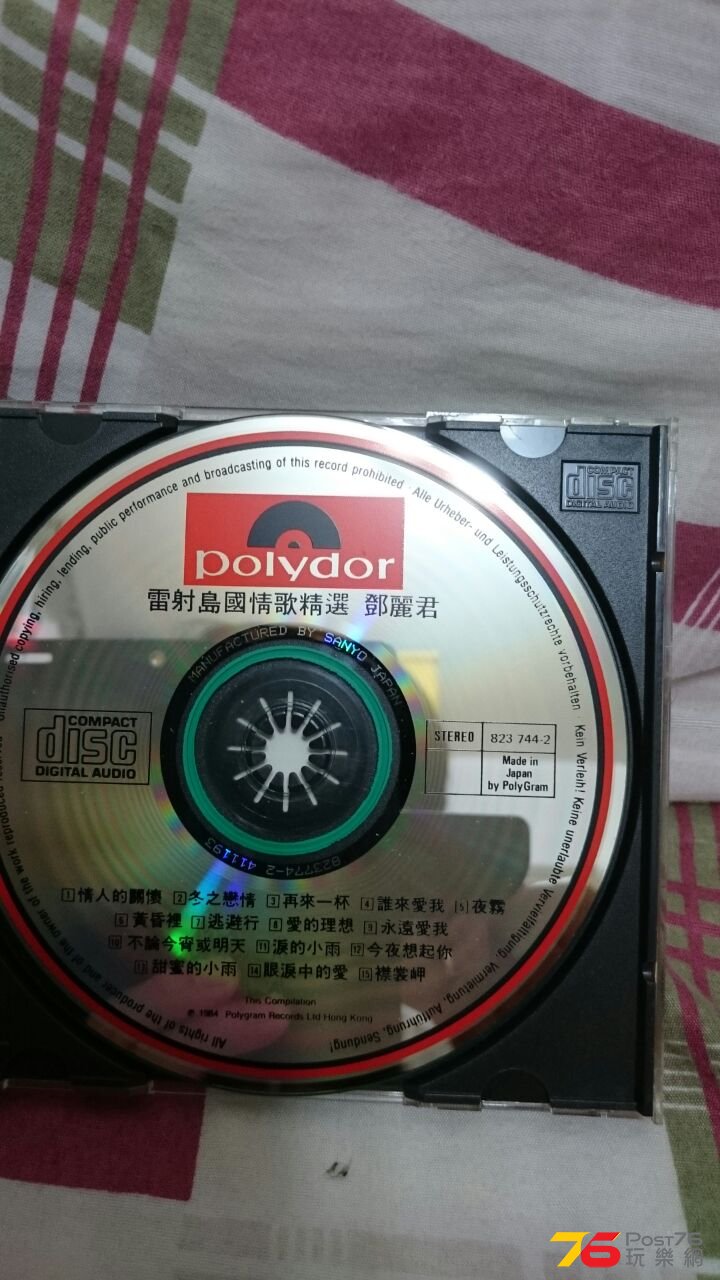 polydor
雷射島國情歌精選 鄧麗君
unauthorised copying, hiring, lending, public performance and broadcasting of this record prohibited · Alle Urheber- und Leistungsschutzrechte vorbehalten · Kein Verleih! Keine unerlaubte Vervielfältigung, Vermietung, Aufführung, Sendung!
MANUFACTURED BY SANYO JAPAN
COMPACT
disc
DIGITAL AUDIO
COMPACT
disc
DIGITAL AUDIO
STEREO
823 744-2
Made in
Japan
by PolyGram
823774-2 411193
1 情人的關懷 2 冬之戀情 3 再來一杯 4 誰來愛我 5 夜霧
6 黃昏裡 7 逃避行 8 愛的理想 9 永遠愛我
10 不論今宵或明天 11 淚的小雨 12 今夜想起你
13 甜蜜的小雨 14 眼淚中的愛 15 襟裳岬
This Compilation
℗ 1984 Polygram Records Ltd Hong Kong
All rights of the producer and of the owner of the work reproduced reserved
76 Post76
玩樂網